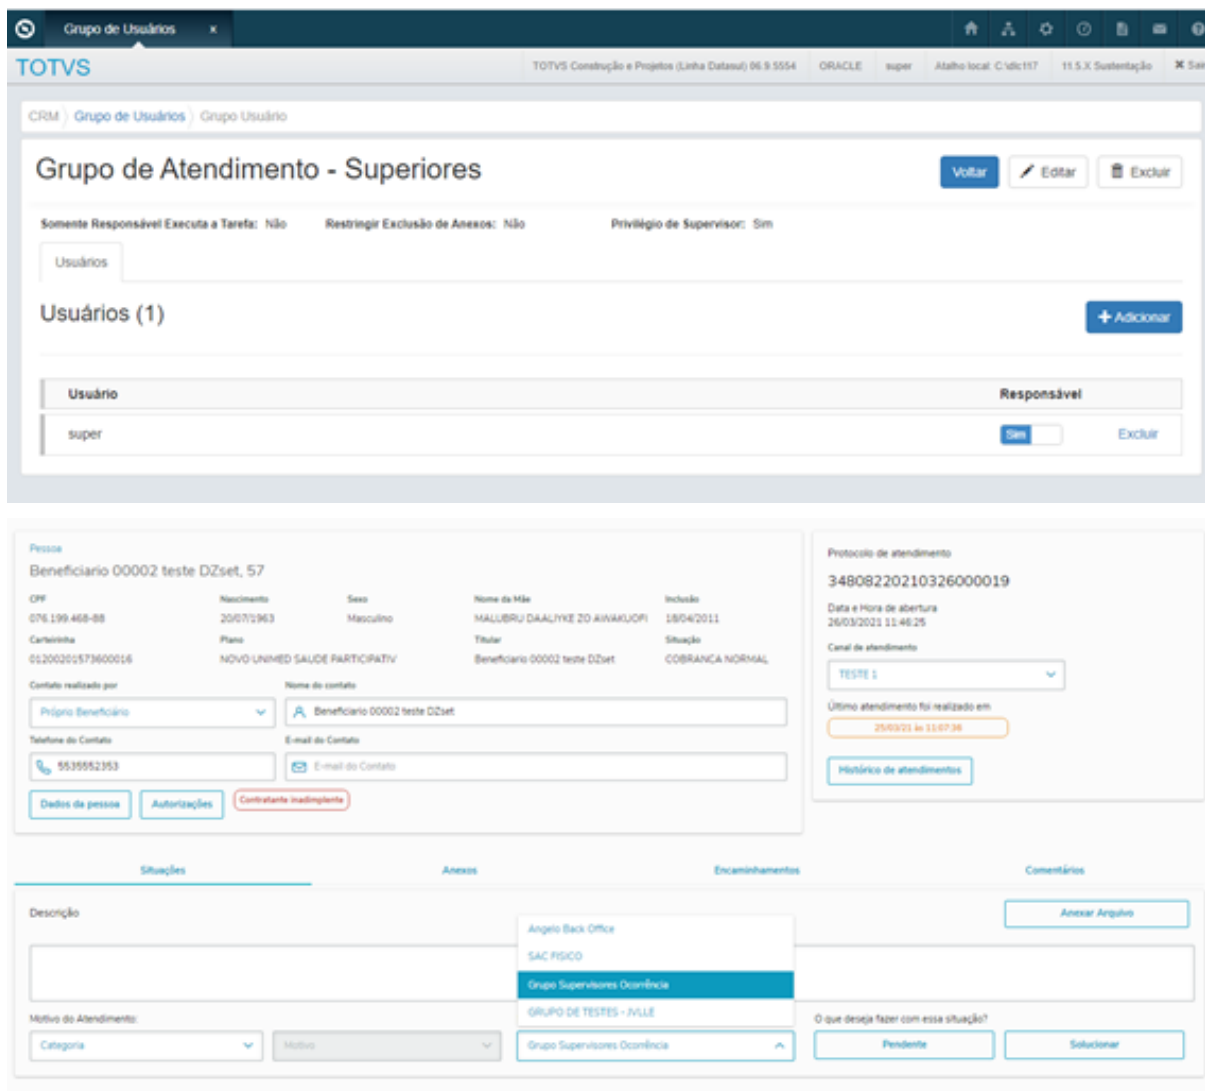 Grupo de Usuários x
TOTVS TOTVS Construção e Projetos (Linha Datasul) 06.9.5554 ORACLE super Atalho local: C:\dlc117 11.5.X Sustentação ✖ Sair
CRM Grupo de Usuários Grupo Usuário
Grupo de Atendimento - Superiores Voltar Editar Excluir
Somente Responsável Executa a Tarefa: Não Restringir Exclusão de Anexos: Não Privilégio de Supervisor: Sim
Usuários
Usuários (1)
+ Adicionar
Usuário Responsável
super Sim Excluir
Pessoa
Beneficiario 00002 teste DZset, 57
CPF Nascimento Sexo Nome da Mãe Inclusão
076.199.468-88 20/07/1963 Masculino MALUBRU DAALIYKE ZO AWAKUOFI 18/04/2011
Carteirinha Plano Titular Situação
01200201573600016 NOVO UNIMED SAUDE PARTICIPATIV Beneficiario 00002 teste DZset COBRANCA NORMAL
Contato realizado por Nome do contato
Próprio Beneficiário Beneficiario 00002 teste DZset
Telefone do Contato E-mail do Contato
5535552353 E-mail do Contato
Dados da pessoa Autorizações Contratante inadimplente
Protocolo de atendimento
34808220210326000019
Data e Hora de abertura
26/03/2021 11:46:25
Canal de atendimento
TESTE 1
Último atendimento foi realizado em
25/03/21 às 11:07:36
Histórico de atendimentos
Situações Anexos Encaminhamentos Comentários
Descrição Anexar Arquivo
Angelo Back Office
SAC FISICO
Grupo Supervisores Ocorrência
GRUPO DE TESTES - JVLLE
Motivo do Atendimento: O que deseja fazer com essa situação?
Categoria Motivo Grupo Supervisores Ocorrência Pendente Solucionar